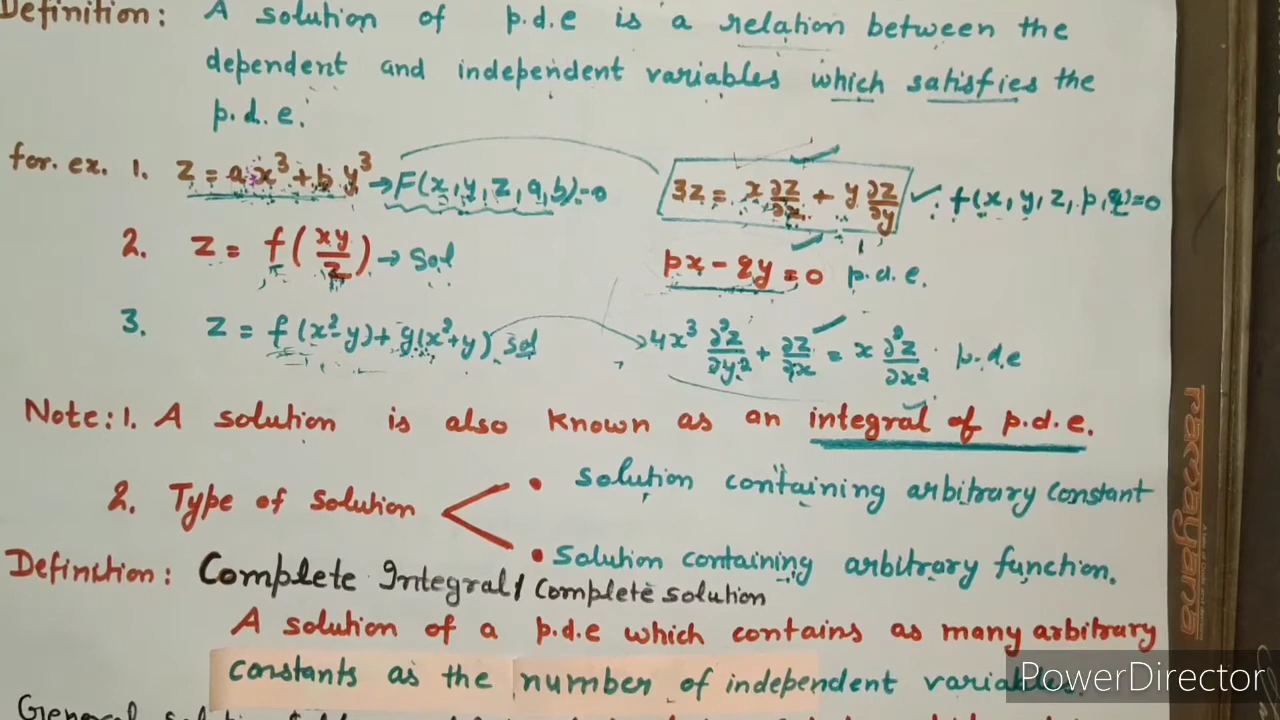 Definition: A solution of p.d.e is a relation between the
dependent and independent variables which satisfies the
p.d.e.
for. ex. 1. z = ax³ + by³ → F(x, y, z, a, b) = 0 3z = x ∂z/∂x + y ∂z/∂y f(x, y, z, p, q) = 0
2. z = f(xy/z) → Sol px - qy = 0 p.d.e.
3. z = f(x²-y) + g(x²+y) Sol → 4x³ ∂²z/∂y² + ∂z/∂x = x ∂²z/∂x² p.d.e
Note: 1. A solution is also known as an integral of p.d.e.
2. Type of solution
• solution containing arbitrary constant
• solution containing arbitrary function.
Definition: Complete Integral / Complete solution
A solution of a p.d.e which contains as many arbitrary
constants as the number of independent variables.
General
PowerDirector